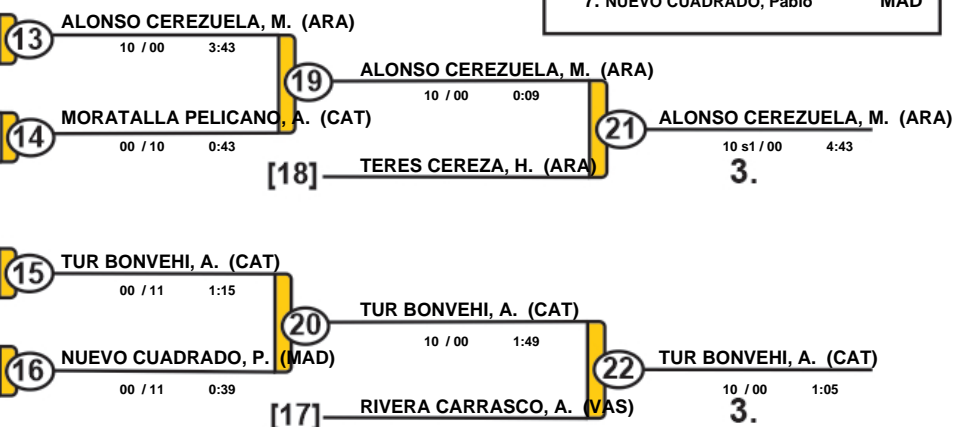 7. NUEVO CUADRADO, Pablo MAD
13 ALONSO CEREZUELA, M. (ARA)
10 / 00 3:43
19 ALONSO CEREZUELA, M. (ARA)
10 / 00 0:09
14 MORATALLA PELICANO, A. (CAT)
00 / 10 0:43
21 ALONSO CEREZUELA, M. (ARA)
10 s1 / 00 4:43
3.
[18] TERES CEREZA, H. (ARA)
15 TUR BONVEHI, A. (CAT)
00 / 11 1:15
20 TUR BONVEHI, A. (CAT)
10 / 00 1:49
16 NUEVO CUADRADO, P. (MAD)
00 / 11 0:39
22 TUR BONVEHI, A. (CAT)
10 / 00 1:05
3.
[17] RIVERA CARRASCO, A. (VAS)